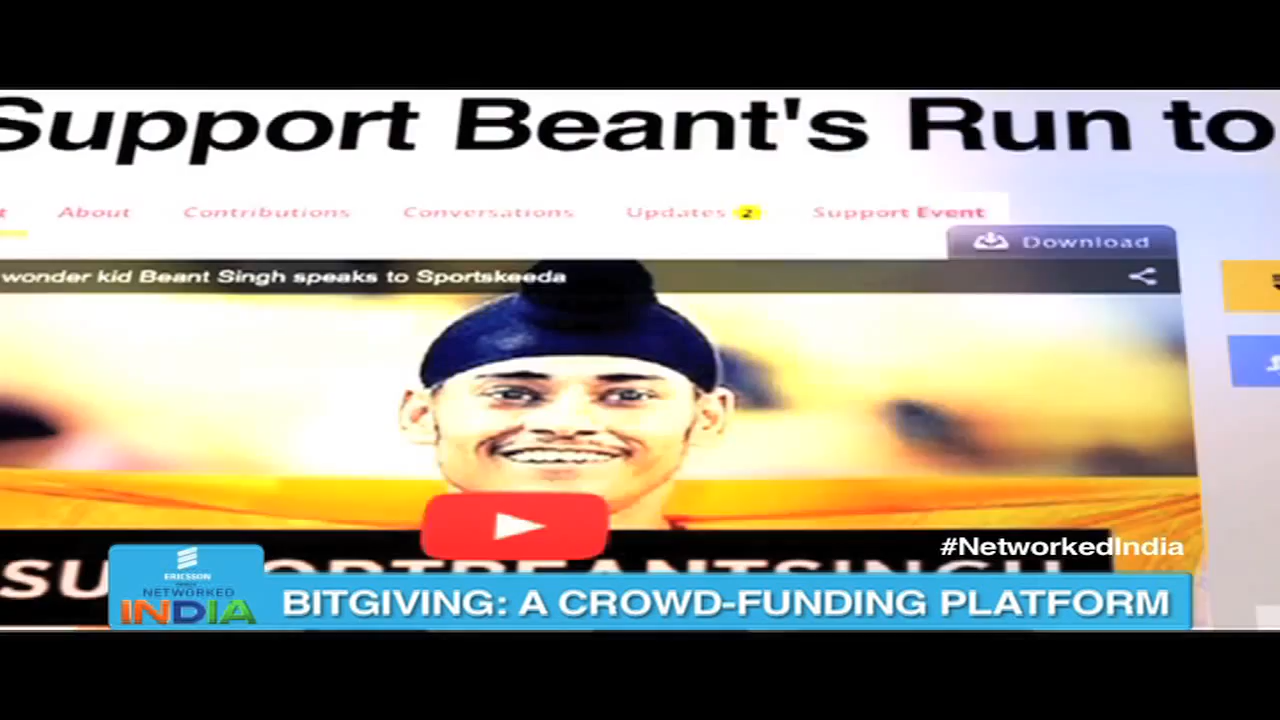 Support Beant's Run to
About Contributions Conversations Updates 2 Support Event
Download
wonder kid Beant Singh speaks to Sportskeeda
#NetworkedIndia
ERICSSON
NETWORKED
INDIA
BITGIVING: A CROWD-FUNDING PLATFORM